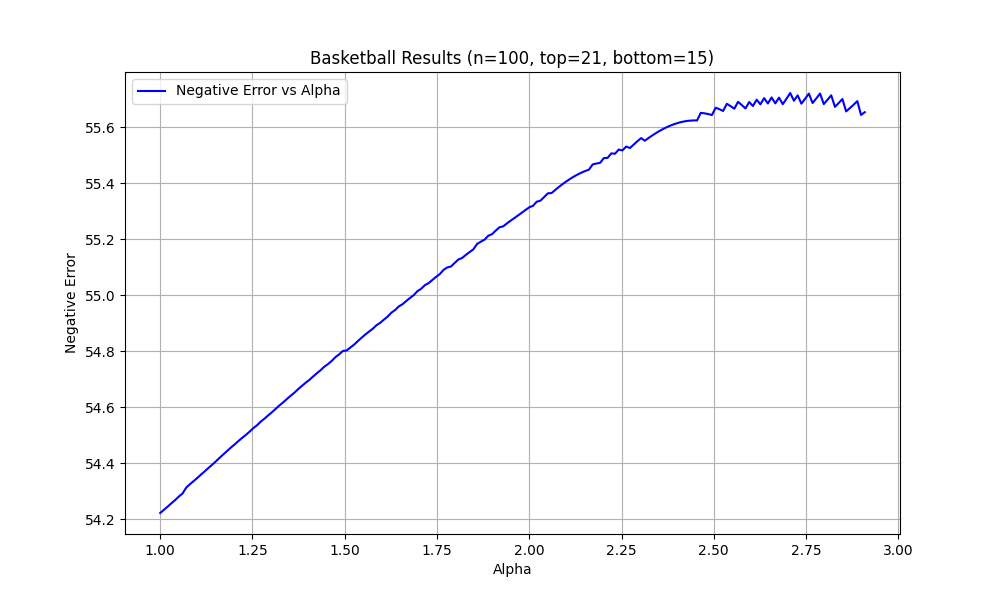 Basketball Results (n=100, top=21, bottom=15)
Negative Error vs Alpha
55.6
55.4
55.2
55.0
54.8
54.6
54.4
54.2
Negative Error
1.00 1.25 1.50 1.75 2.00 2.25 2.50 2.75 3.00
Alpha